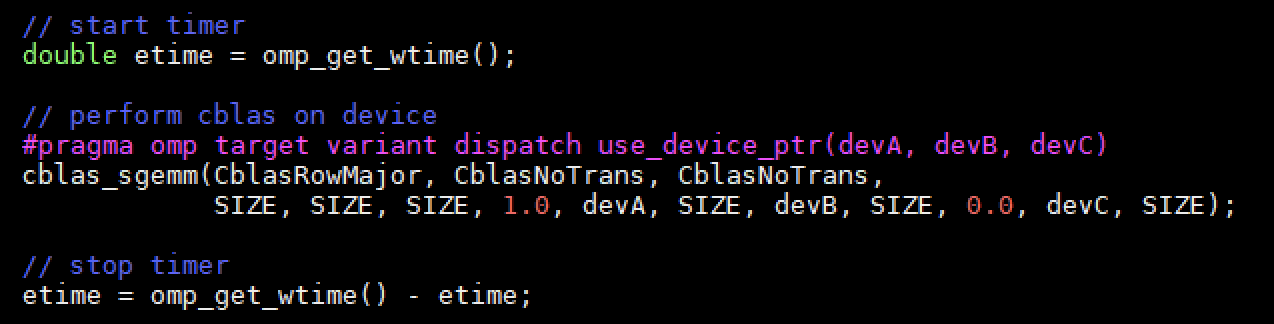 // start timer
double etime = omp_get_wtime();
// perform cblas on device
#pragma omp target variant dispatch use_device_ptr(devA, devB, devC)
cblas_sgemm(CblasRowMajor, CblasNoTrans, CblasNoTrans,
            SIZE, SIZE, SIZE, 1.0, devA, SIZE, devB, SIZE, 0.0, devC, SIZE);
// stop timer
etime = omp_get_wtime() - etime;